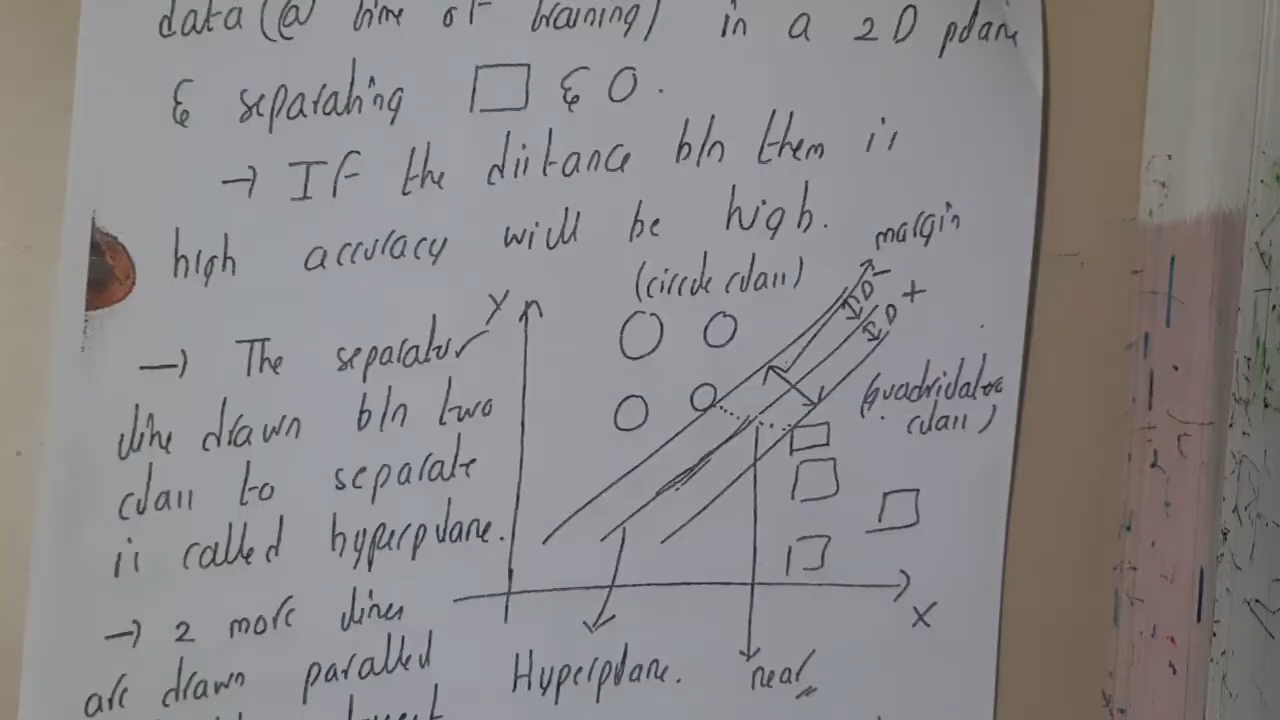 data (@ time of training) in a 2D plane
& separating □ & O.
→ If the distance b/n them is
high accuracy will be high.
margin
(circle class)
D-
D+
Y
→ The separator
line drawn b/n two
class to separate
is called hyperplane.
(quadrilateral
class)
X
→ 2 more lines
are drawn parallel
Hyperplane.
near